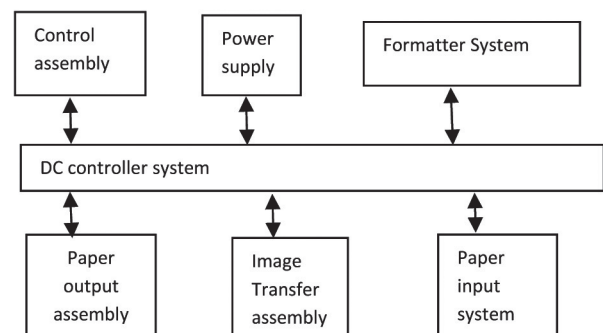 Control
assembly
Power
supply
Formatter System
DC controller system
Paper
output
assembly
Image
Transfer
assembly
Paper
input
system